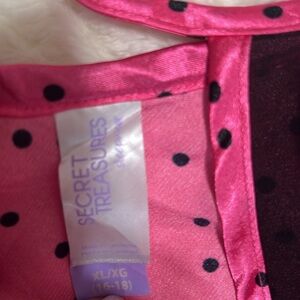 SECRET
TREASURES
XL/XG
(16-18)